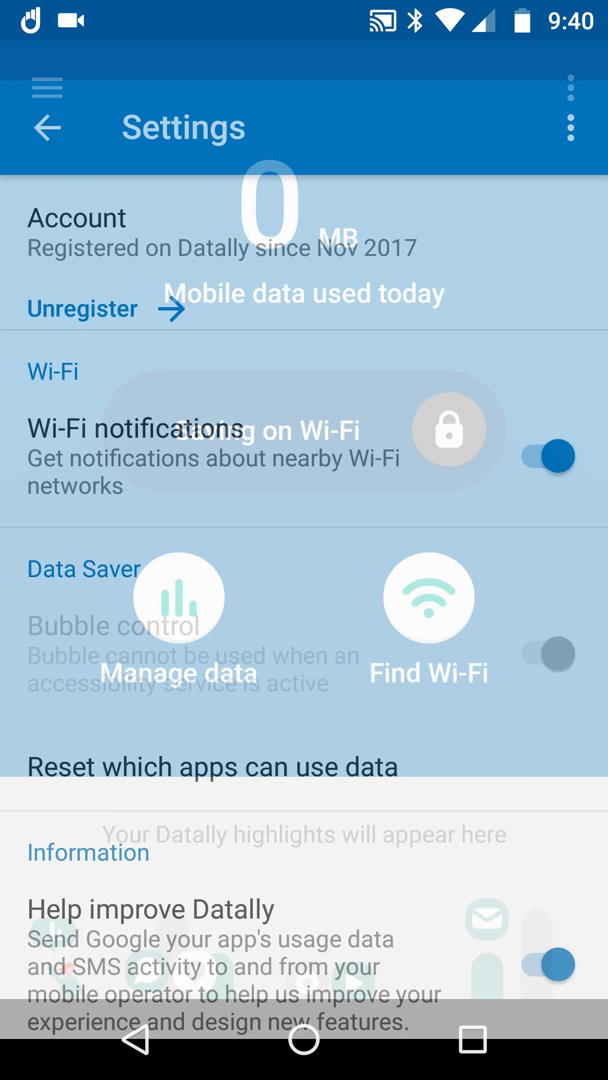 9:40
Settings
0 MB
Account
Registered on Datally since Nov 2017
Mobile data used today
Unregister
Wi-Fi
Wi-Fi notifications
Saving on Wi-Fi
Get notifications about nearby Wi-Fi
networks
Data Saver
Bubble control
Bubble cannot be used when an
accessibility service is active
Manage data
Find Wi-Fi
Reset which apps can use data
Your Datally highlights will appear here
Information
Help improve Datally
Send Google your app's usage data
and SMS activity to and from your
mobile operator to help us improve your
experience and design new features.